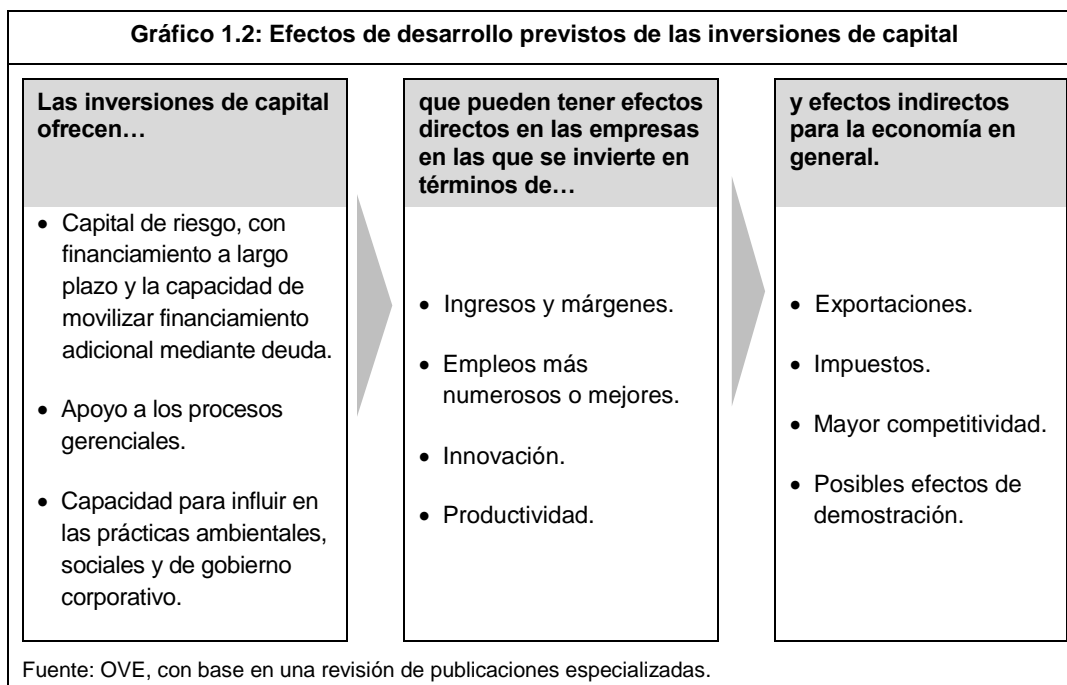 Gráfico 1.2: Efectos de desarrollo previstos de las inversiones de capital
Las inversiones de capital
ofrecen…
• Capital de riesgo, con
financiamiento a largo
plazo y la capacidad de
movilizar financiamiento
adicional mediante deuda.
• Apoyo a los procesos
gerenciales.
• Capacidad para influir en
las prácticas ambientales,
sociales y de gobierno
corporativo.
que pueden tener efectos
directos en las empresas
en las que se invierte en
términos de…
• Ingresos y márgenes.
• Empleos más
numerosos o mejores.
• Innovación.
• Productividad.
y efectos indirectos
para la economía en
general.
• Exportaciones.
• Impuestos.
• Mayor competitividad.
• Posibles efectos de
demostración.
Fuente: OVE, con base en una revisión de publicaciones especializadas.